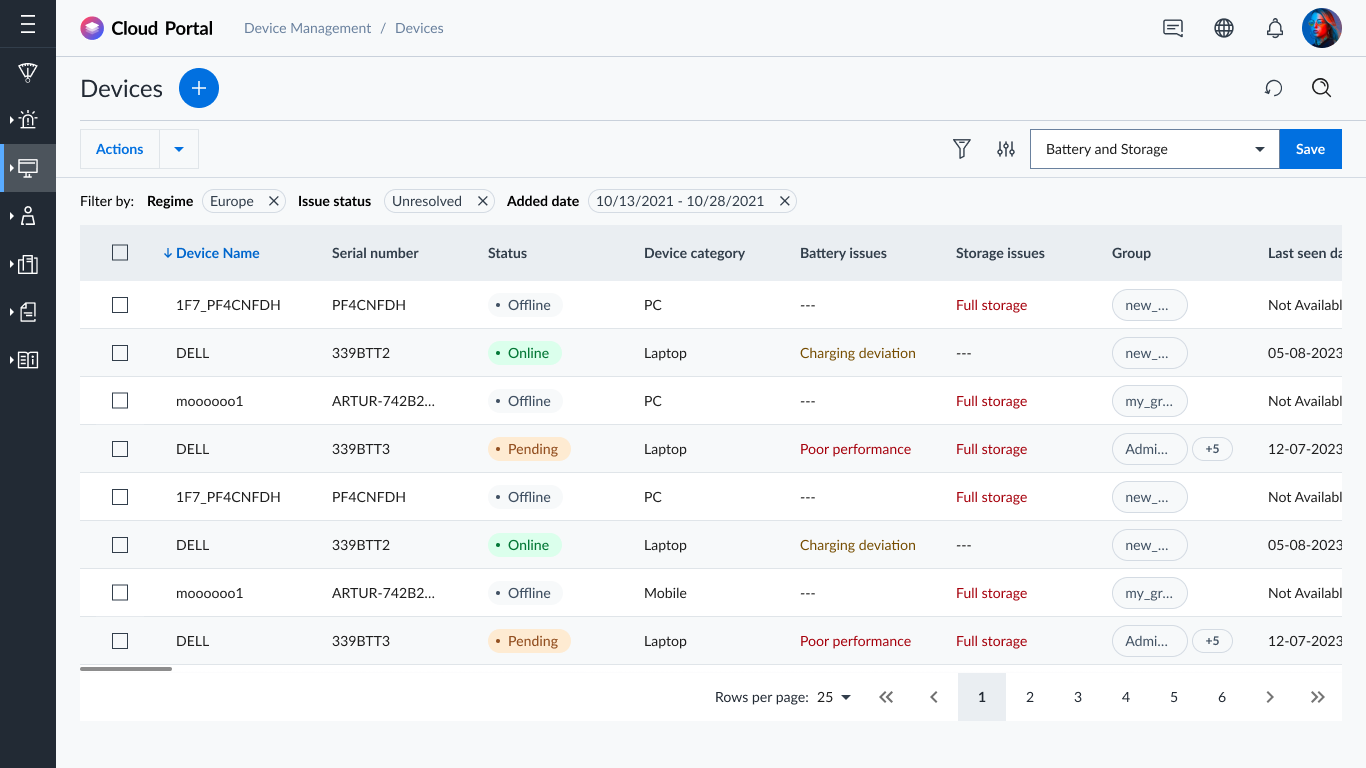 Cloud Portal Device Management / Devices
Devices
Actions Battery and Storage Save
Filter by: Regime Europe Issue status Unresolved Added date 10/13/2021 - 10/28/2021
Device Name Serial number Status Device category Battery issues Storage issues Group Last seen da
1F7_PF4CNFDH PF4CNFDH Offline PC --- Full storage new_... Not Availabl
DELL 339BTT2 Online Laptop Charging deviation --- new_... 05-08-2023
moooooo1 ARTUR-742B2... Offline PC --- Full storage my_gr... Not Availabl
DELL 339BTT3 Pending Laptop Poor performance Full storage Admi... +5 12-07-2023
1F7_PF4CNFDH PF4CNFDH Offline PC --- Full storage new_... Not Availabl
DELL 339BTT2 Online Laptop Charging deviation --- new_... 05-08-2023
moooooo1 ARTUR-742B2... Offline Mobile --- Full storage my_gr... Not Availabl
DELL 339BTT3 Pending Laptop Poor performance Full storage Admi... +5 12-07-2023
Rows per page: 25 1 2 3 4 5 6